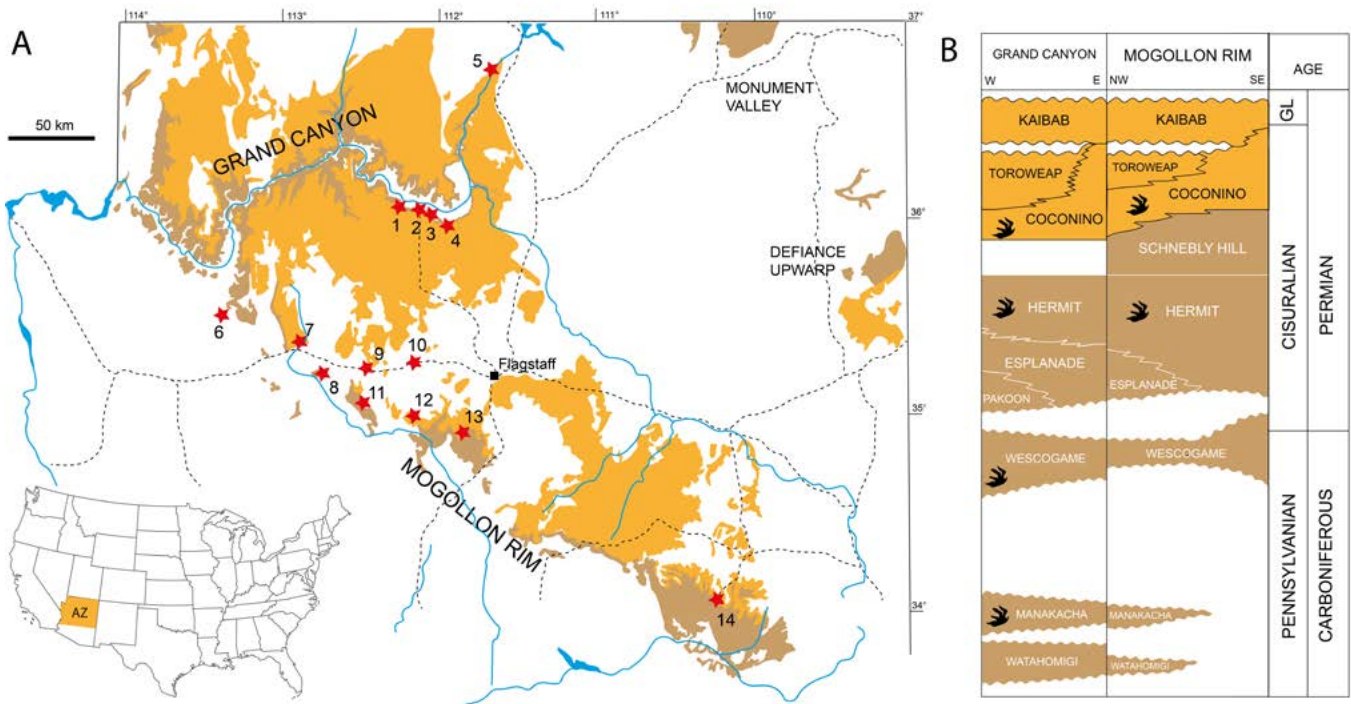 A
114°
113°
112°
111°
110°
37°
5
MONUMENT
VALLEY
50 km
GRAND CANYON
1
2
3
4
36°
DEFIANCE
UPWARP
6
7
8
9
10
Flagstaff
11
12
13
35°
MOGOLLON RIM
14
34°
AZ
B
GRAND CANYON
W
E
MOGOLLON RIM
NW
SE
AGE
KAIBAB
KAIBAB
GL
TOROWEAP
TOROWEAP
COCONINO
COCONINO
SCHNEBLY HILL
HERMIT
HERMIT
ESPLANADE
ESPLANADE
PAKOON
CISURALIAN
PERMIAN
WESCOGAME
WESCOGAME
MANAKACHA
MANAKACHA
WATAHOMIGI
WATAHOMIGI
PENNSYLVANIAN
CARBONIFEROUS